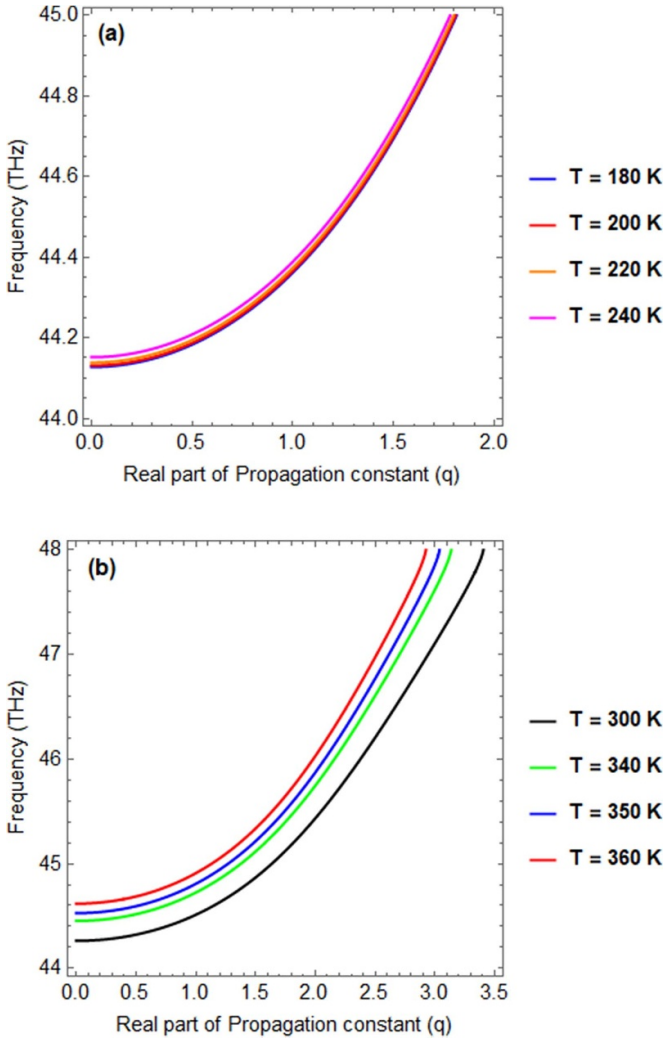 (a)
45.0
44.8
44.6
44.4
44.2
44.0
Frequency (THz)
0.0 0.5 1.0 1.5 2.0
Real part of Propagation constant (q)
T = 180 K
T = 200 K
T = 220 K
T = 240 K
(b)
48
47
46
45
44
Frequency (THz)
0.0 0.5 1.0 1.5 2.0 2.5 3.0 3.5
Real part of Propagation constant (q)
T = 300 K
T = 340 K
T = 350 K
T = 360 K